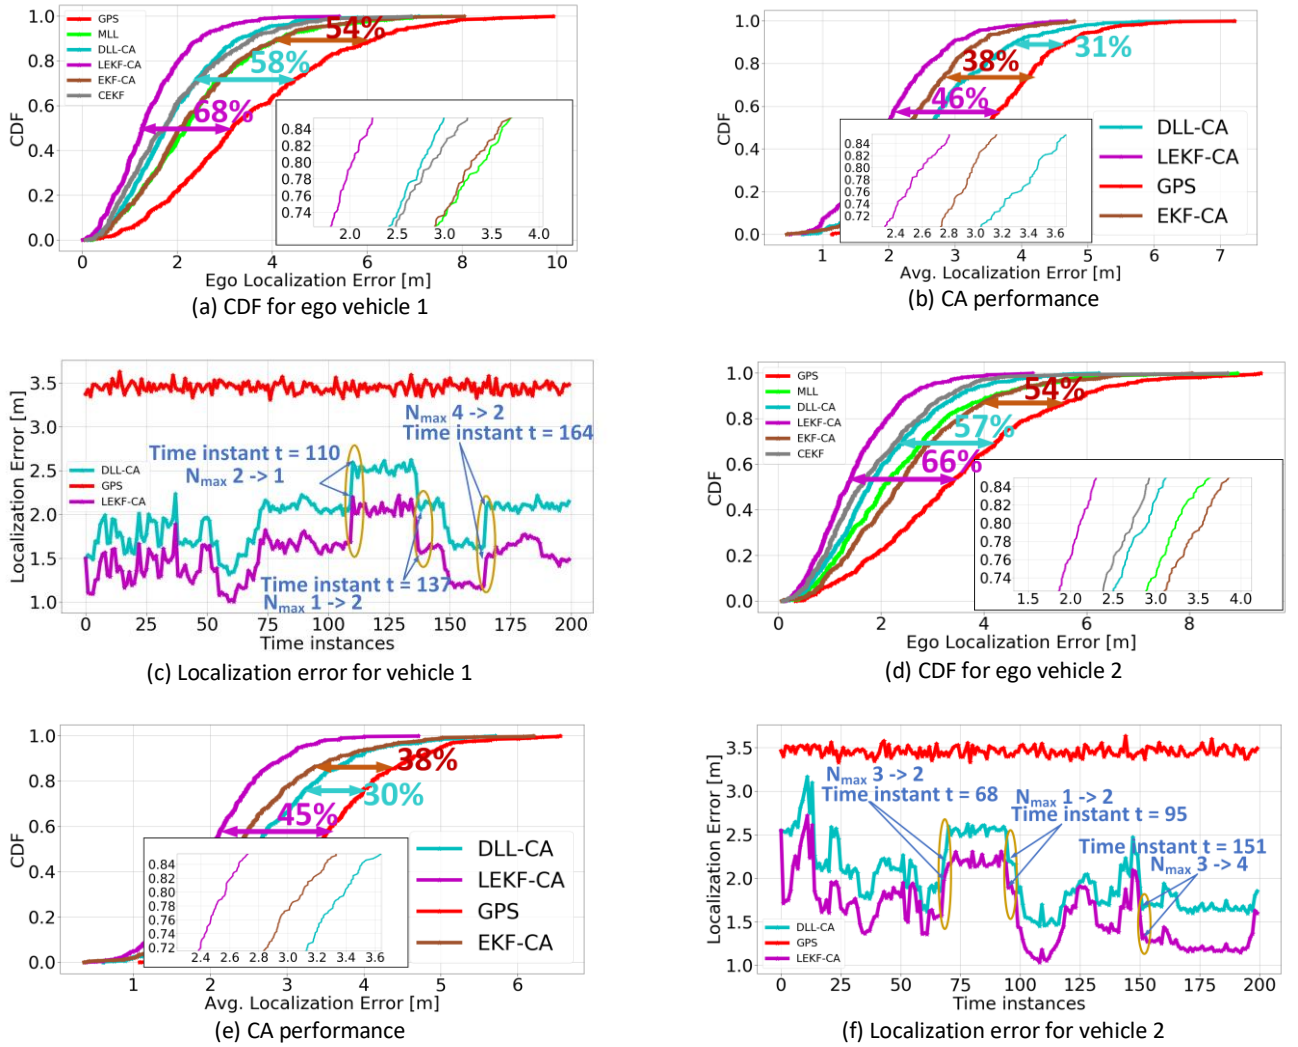 1.0
0.8
0.6
0.4
0.2
0.0
CDF
GPS
MLL
DLL-CA
LEKF-CA
EKF-CA
CEKF
54%
58%
68%
0.84
0.82
0.80
0.78
0.76
0.74
2.0 2.5 3.0 3.5 4.0
0 2 4 6 8 10
Ego Localization Error [m]
(a) CDF for ego vehicle 1
1.0
0.8
0.6
0.4
0.2
0.0
CDF
31%
38%
46%
0.84
0.82
0.80
0.78
0.76
0.74
0.72
2.4 2.6 2.8 3.0 3.2 3.4 3.6
DLL-CA
LEKF-CA
GPS
EKF-CA
1 2 3 4 5 6 7
Avg. Localization Error [m]
(b) CA performance
3.5
3.0
2.5
2.0
1.5
1.0
Localization Error [m]
Nmax 4 -> 2
Time instant t = 164
Time instant t = 110
Nmax 2 -> 1
DLL-CA
GPS
LEKF-CA
Time instant t = 137
Nmax 1 -> 2
0 25 50 75 100 125 150 175 200
Time instances
(c) Localization error for vehicle 1
1.0
0.8
0.6
0.4
0.2
0.0
CDF
GPS
MLL
DLL-CA
LEKF-CA
EKF-CA
CEKF
54%
57%
66%
0.84
0.82
0.80
0.78
0.76
0.74
1.5 2.0 2.5 3.0 3.5 4.0
2 4 6 8
Ego Localization Error [m]
(d) CDF for ego vehicle 2
1.0
0.8
0.6
0.4
0.2
0.0
CDF
38%
30%
45%
0.84
0.82
0.80
0.78
0.76
0.74
0.72
2.4 2.6 2.8 3.0 3.2 3.4 3.6
DLL-CA
LEKF-CA
GPS
EKF-CA
1 2 3 4 5 6
Avg. Localization Error [m]
(e) CA performance
3.5
3.0
2.5
2.0
1.5
1.0
Localization Error [m]
Nmax 3 -> 2
Time instant t = 68
Nmax 1 -> 2
Time instant t = 95
Time instant t = 151
Nmax 3 -> 4
DLL-CA
GPS
LEKF-CA
0 25 50 75 100 125 150 175 200
Time instances
(f) Localization error for vehicle 2